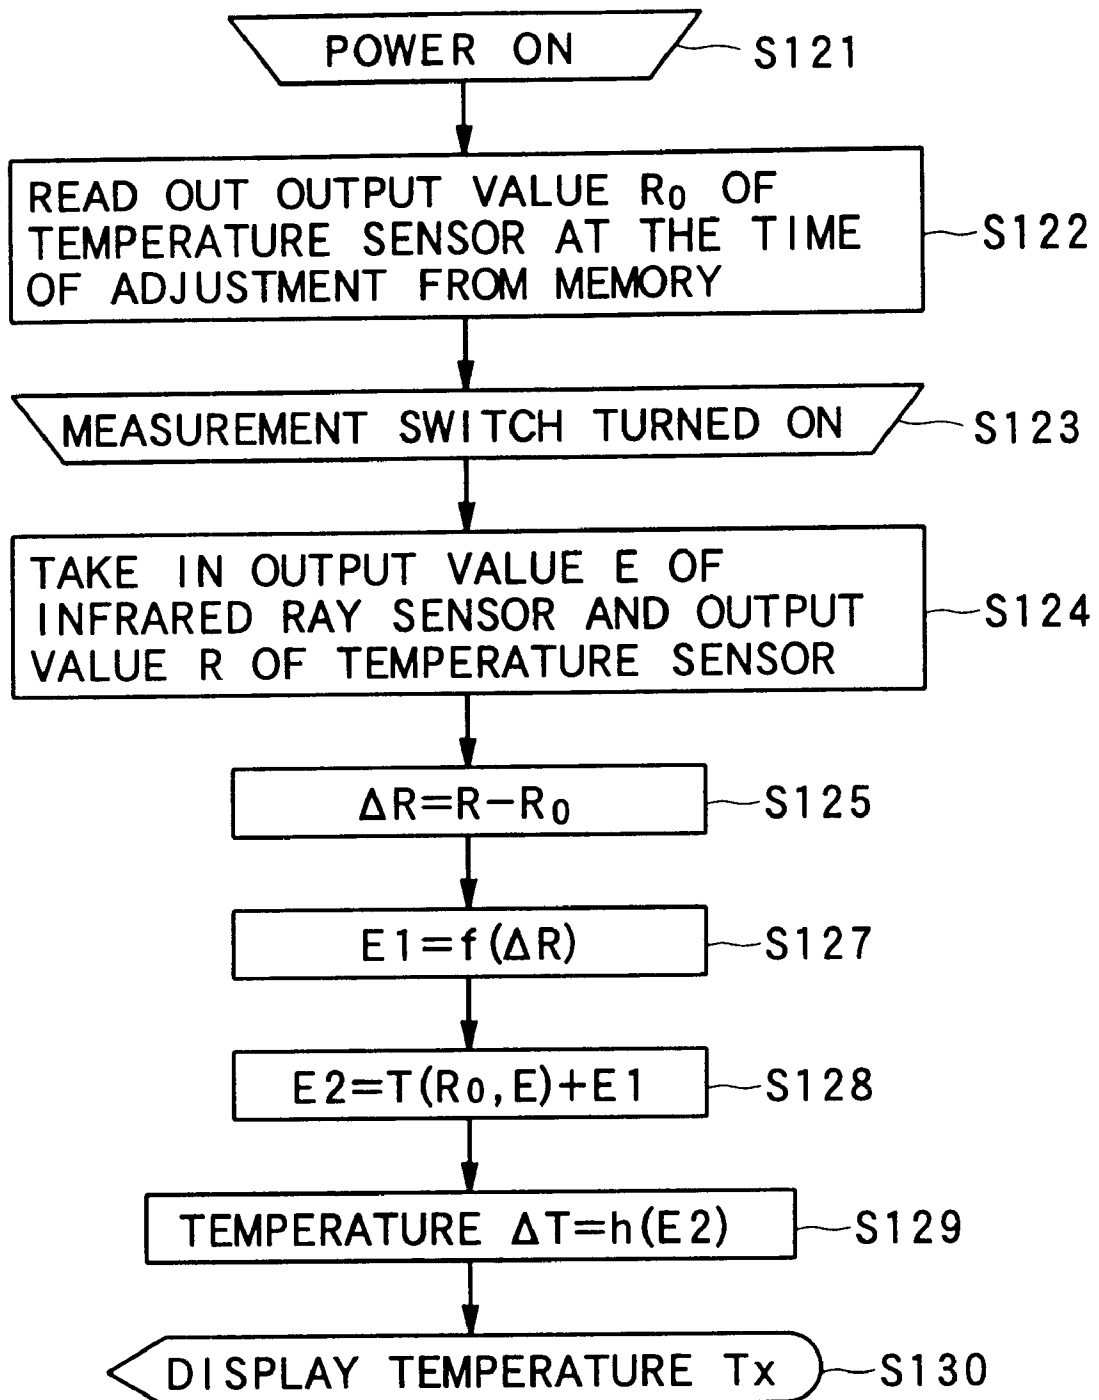 POWER ON
S121
READ OUT OUTPUT VALUE R0 OF
TEMPERATURE SENSOR AT THE TIME
OF ADJUSTMENT FROM MEMORY
S122
MEASUREMENT SWITCH TURNED ON
S123
TAKE IN OUTPUT VALUE E OF
INFRARED RAY SENSOR AND OUTPUT
VALUE R OF TEMPERATURE SENSOR
S124
ΔR=R−R0
S125
E1=f(ΔR)
S127
E2=T(R0,E)+E1
S128
TEMPERATURE ΔT=h(E2)
S129
DISPLAY TEMPERATURE Tx
S130